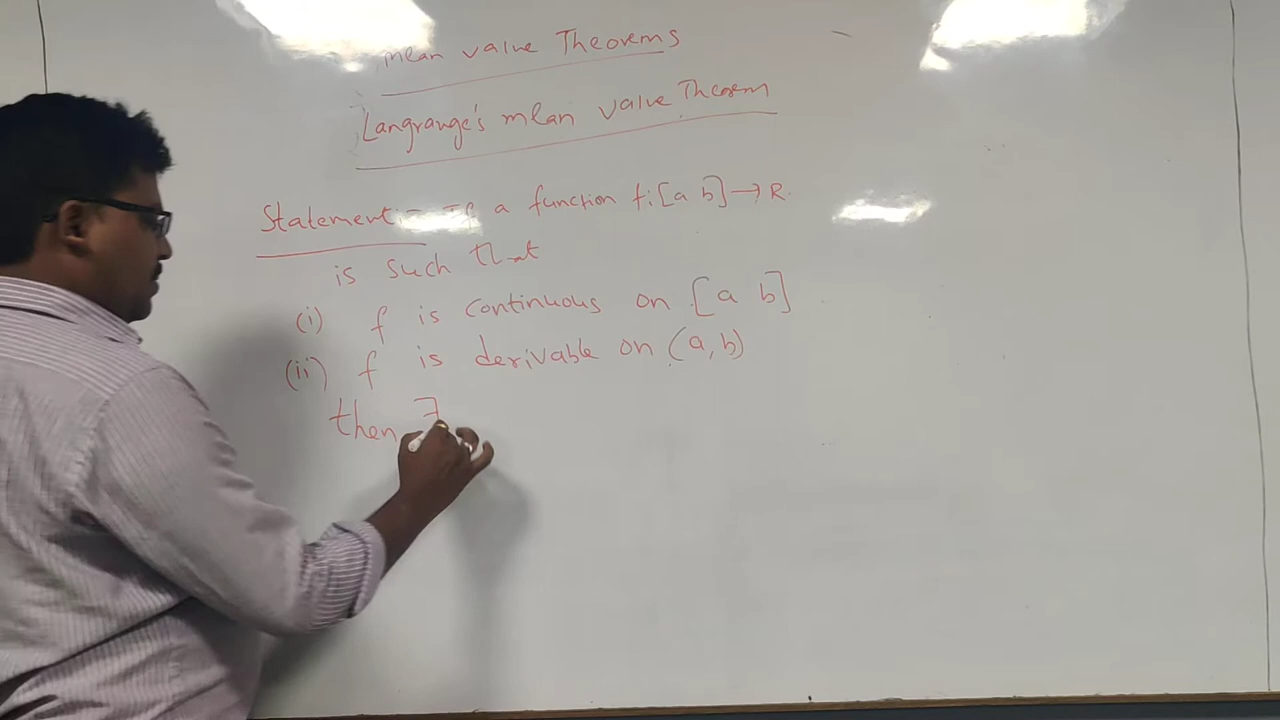 mean value Theorems
Langrange's mean value Theorem
Statement:- If a function f:[a b]→R.
is such that
(i) f is continuous on [a b]
(ii) f is derivable on (a,b)
then ∃